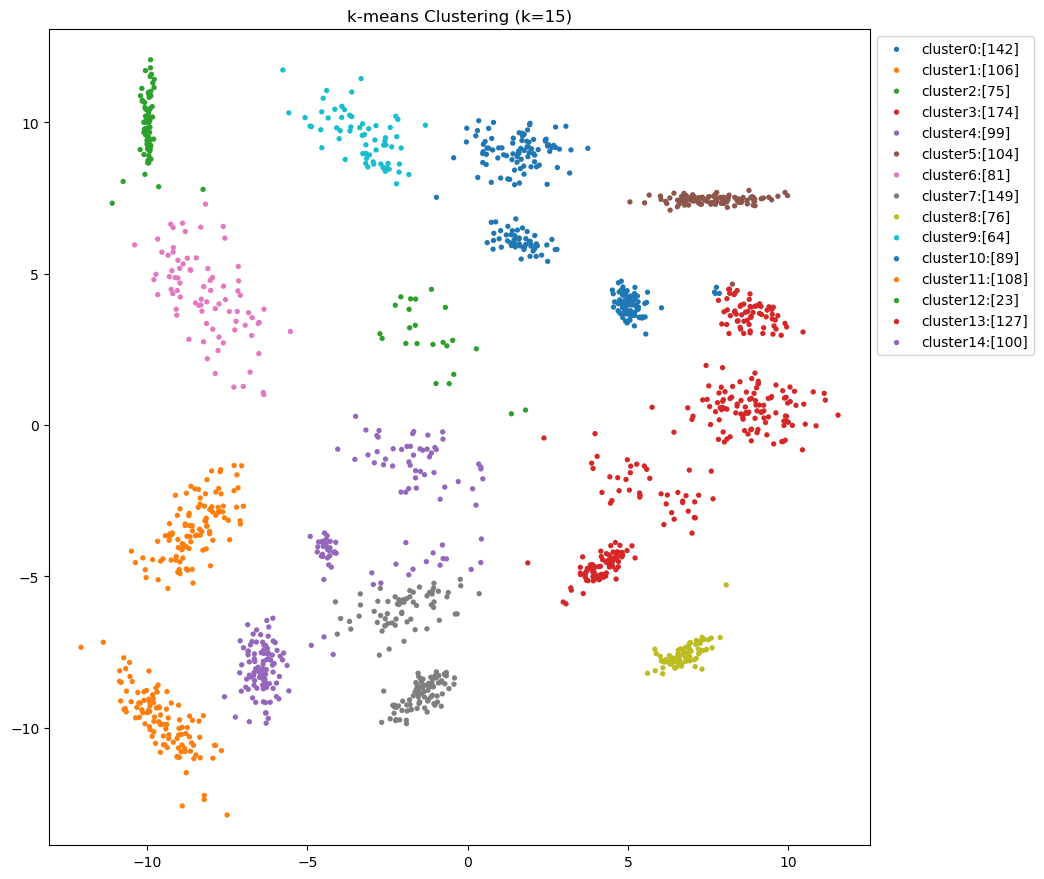 k-means Clustering (k=15)
cluster0:[142]
cluster1:[106]
cluster2:[75]
cluster3:[174]
cluster4:[99]
cluster5:[104]
cluster6:[81]
cluster7:[149]
cluster8:[76]
cluster9:[64]
cluster10:[89]
cluster11:[108]
cluster12:[23]
cluster13:[127]
cluster14:[100]
10
5
0
−5
−10
−10 −5 0 5 10